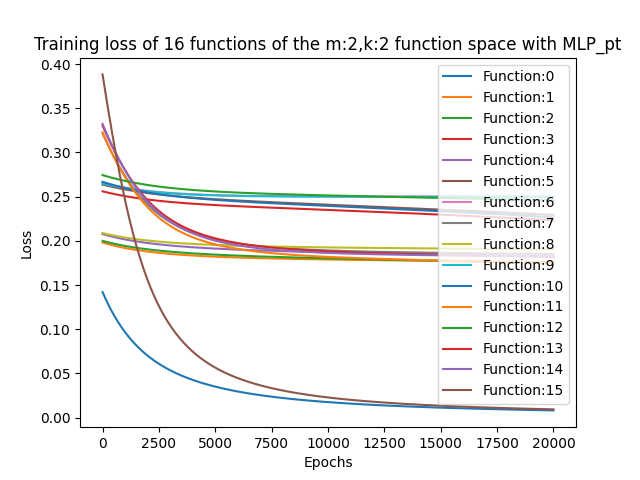 Training loss of 16 functions of the m:2,k:2 function space with MLP_pt
0.40
0.35
0.30
0.25
0.20
0.15
0.10
0.05
0.00
Loss
Function:0
Function:1
Function:2
Function:3
Function:4
Function:5
Function:6
Function:7
Function:8
Function:9
Function:10
Function:11
Function:12
Function:13
Function:14
Function:15
0 2500 5000 7500 10000 12500 15000 17500 20000
Epochs